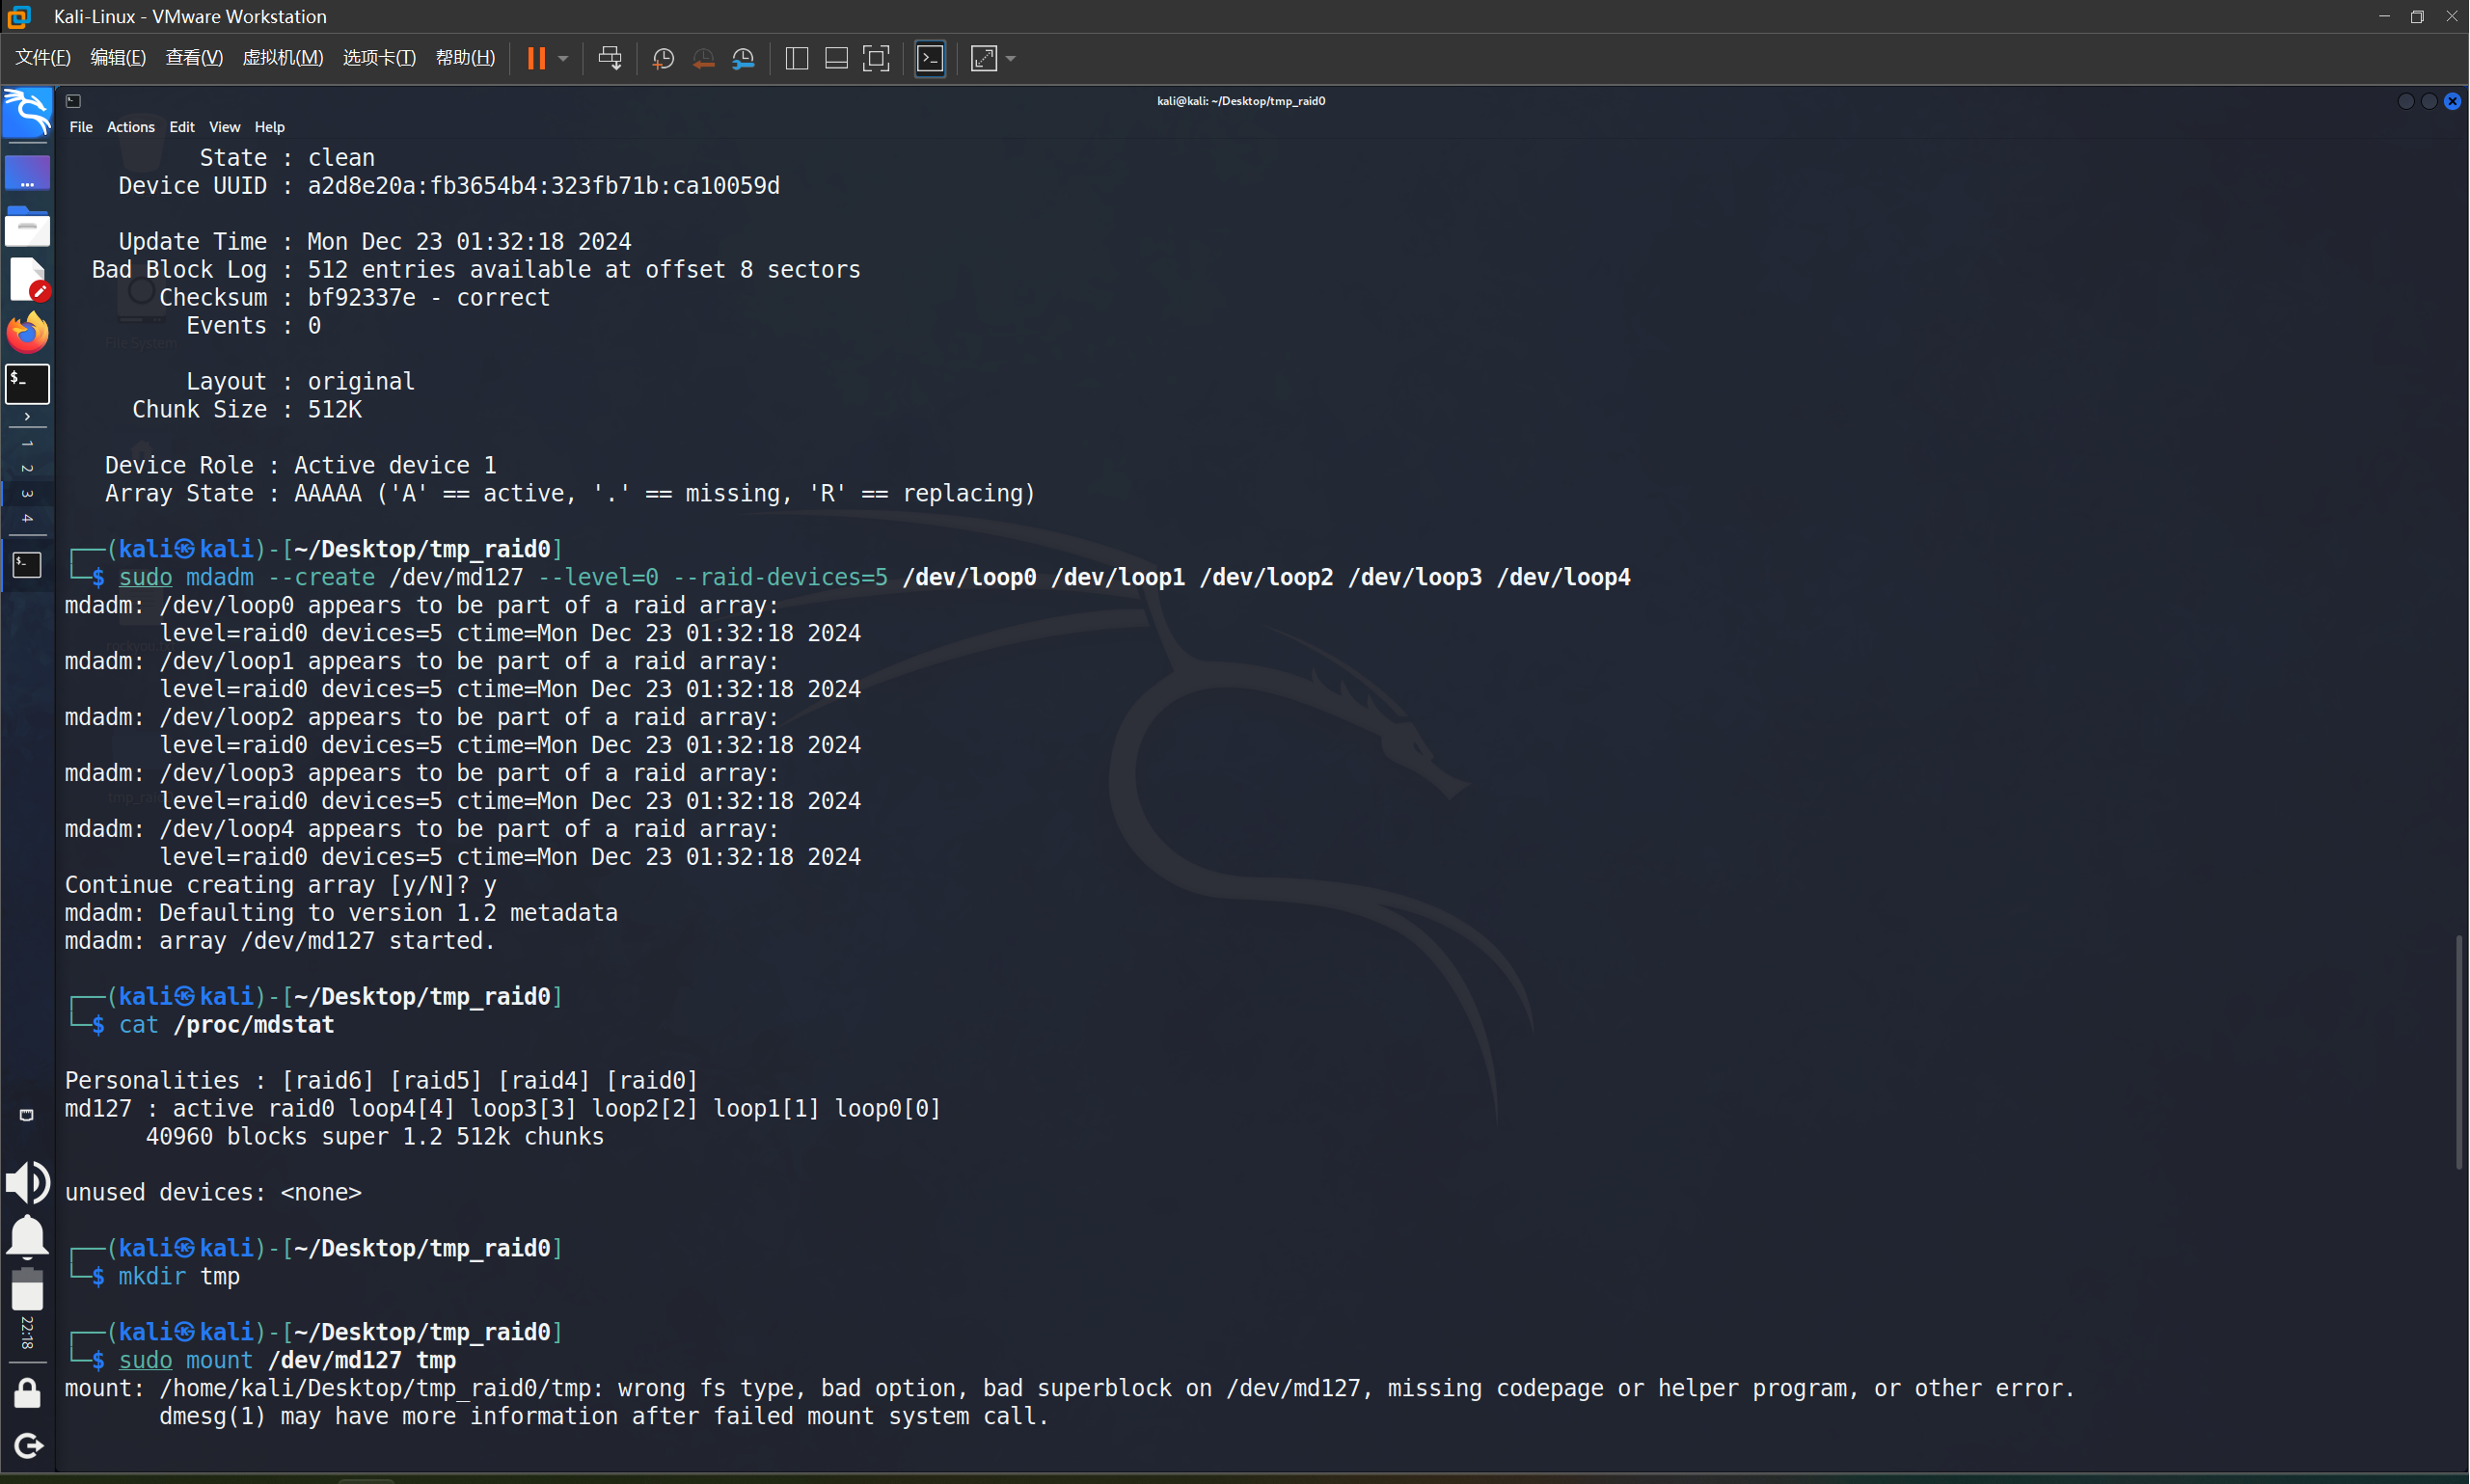 Kali-Linux - VMware Workstation
文件(F) 编辑(E) 查看(V) 虚拟机(M) 选项卡(T) 帮助(H)
kali@kali: ~/Desktop/tmp_raid0
File Actions Edit View Help
State : clean
Device UUID : a2d8e20a:fb3654b4:323fb71b:ca10059d
Update Time : Mon Dec 23 01:32:18 2024
Bad Block Log : 512 entries available at offset 8 sectors
Checksum : bf92337e - correct
Events : 0
File System
Layout : original
Chunk Size : 512K
Device Role : Active device 1
Array State : AAAAA ('A' == active, '.' == missing, 'R' == replacing)
┌──(kali㉿kali)-[~/Desktop/tmp_raid0]
└─$ sudo mdadm --create /dev/md127 --level=0 --raid-devices=5 /dev/loop0 /dev/loop1 /dev/loop2 /dev/loop3 /dev/loop4
mdadm: /dev/loop0 appears to be part of a raid array:
level=raid0 devices=5 ctime=Mon Dec 23 01:32:18 2024
mdadm: /dev/loop1 appears to be part of a raid array:
level=raid0 devices=5 ctime=Mon Dec 23 01:32:18 2024
mdadm: /dev/loop2 appears to be part of a raid array:
level=raid0 devices=5 ctime=Mon Dec 23 01:32:18 2024
mdadm: /dev/loop3 appears to be part of a raid array:
level=raid0 devices=5 ctime=Mon Dec 23 01:32:18 2024
mdadm: /dev/loop4 appears to be part of a raid array:
level=raid0 devices=5 ctime=Mon Dec 23 01:32:18 2024
Continue creating array [y/N]? y
mdadm: Defaulting to version 1.2 metadata
mdadm: array /dev/md127 started.
┌──(kali㉿kali)-[~/Desktop/tmp_raid0]
└─$ cat /proc/mdstat
Personalities : [raid6] [raid5] [raid4] [raid0]
md127 : active raid0 loop4[4] loop3[3] loop2[2] loop1[1] loop0[0]
40960 blocks super 1.2 512k chunks
unused devices: <none>
┌──(kali㉿kali)-[~/Desktop/tmp_raid0]
└─$ mkdir tmp
┌──(kali㉿kali)-[~/Desktop/tmp_raid0]
└─$ sudo mount /dev/md127 tmp
mount: /home/kali/Desktop/tmp_raid0/tmp: wrong fs type, bad option, bad superblock on /dev/md127, missing codepage or helper program, or other error.
dmesg(1) may have more information after failed mount system call.
1
2
3
4
22:18